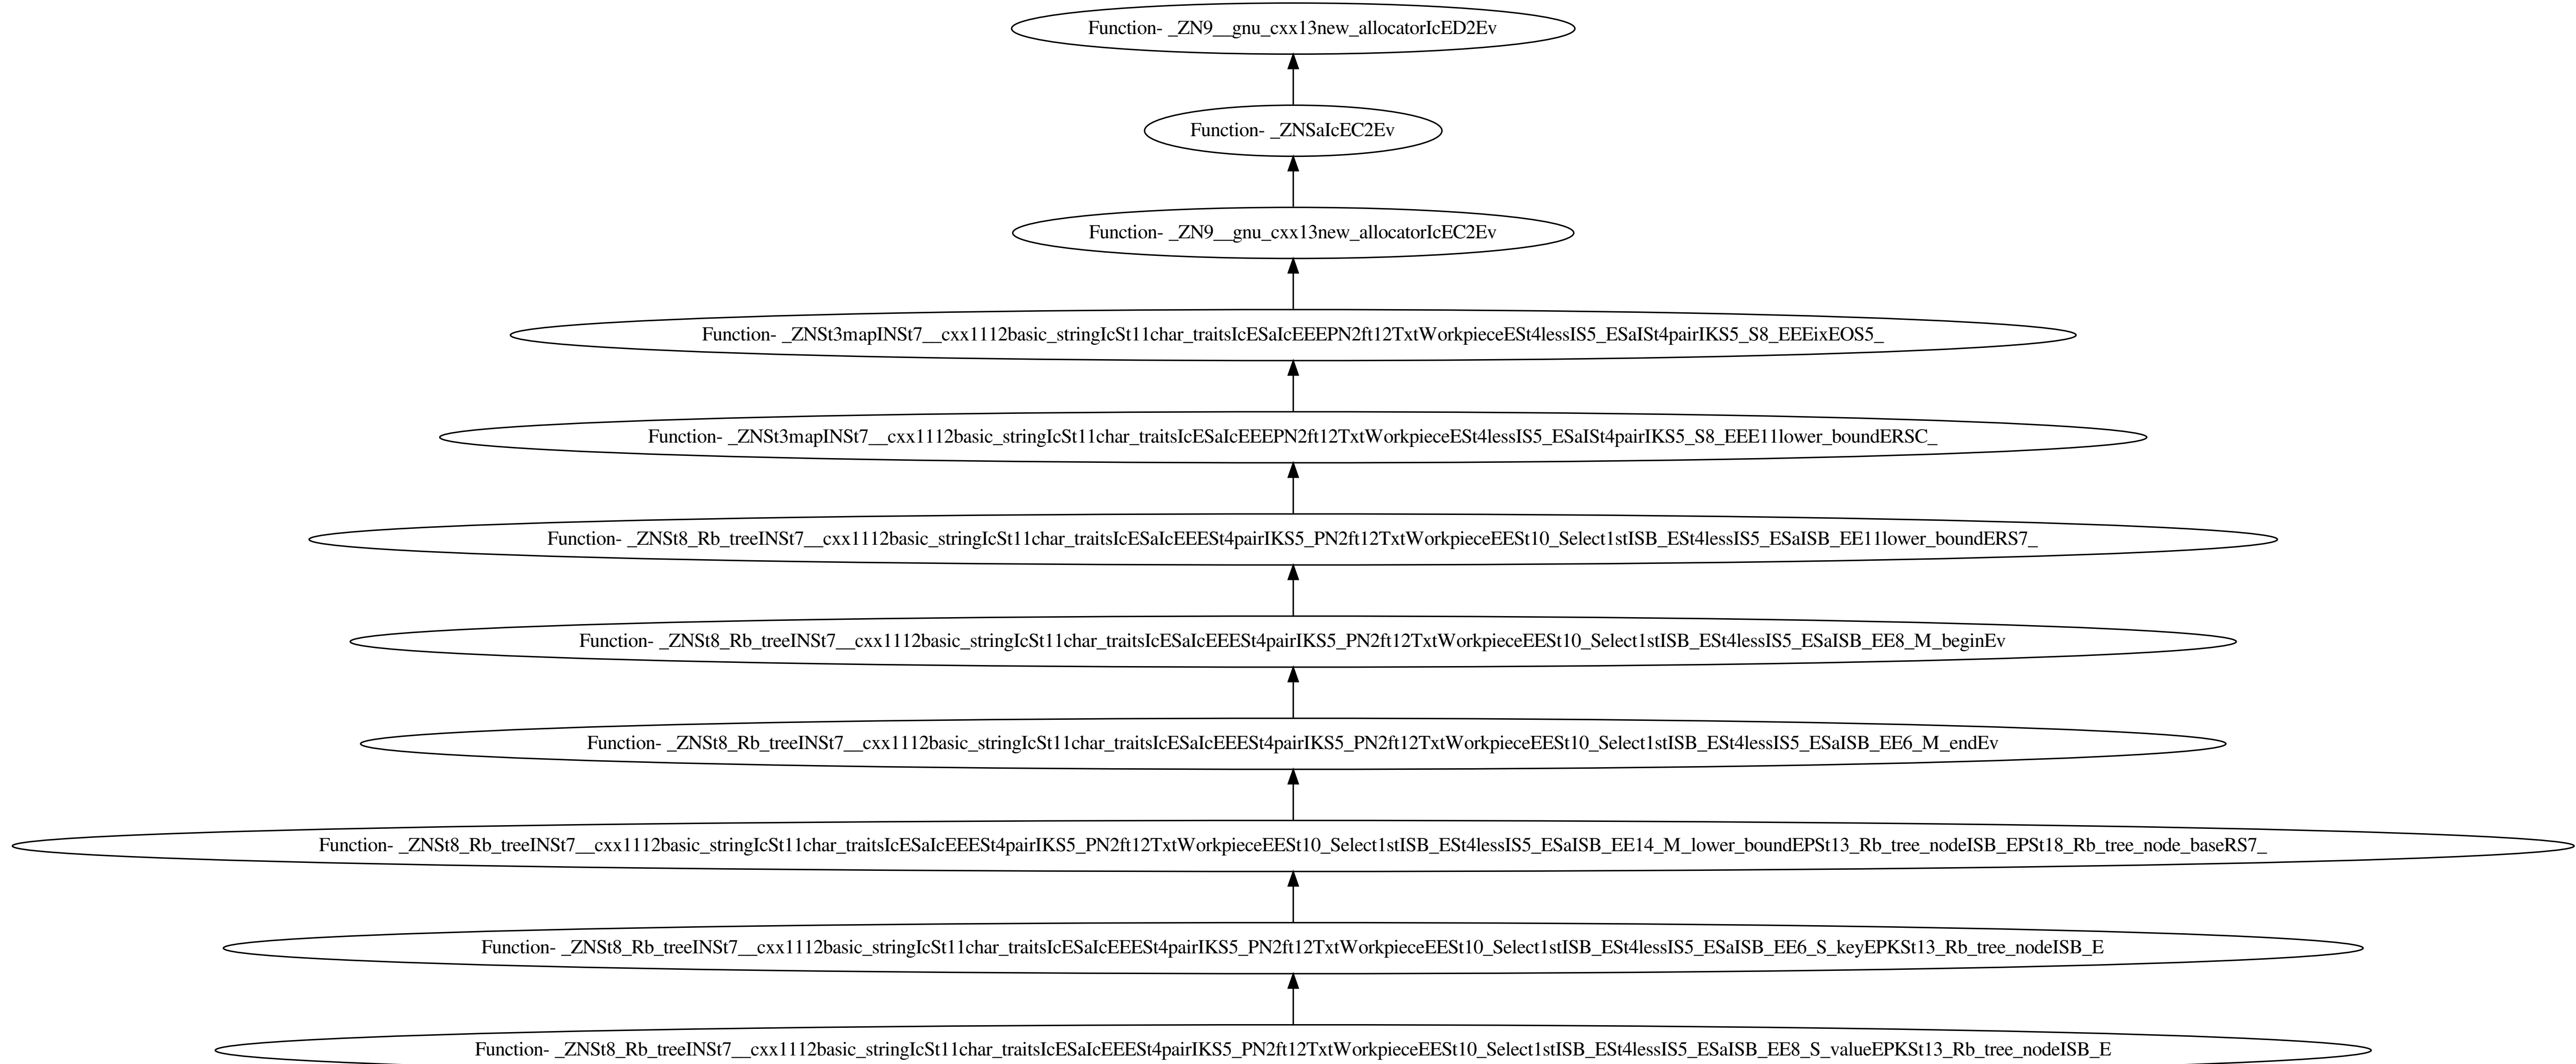 Function- _ZN9__gnu_cxx13new_allocatorIcED2Ev
Function- _ZNSaIcEC2Ev
Function- _ZN9__gnu_cxx13new_allocatorIcEC2Ev
Function- _ZNSt3mapINSt7__cxx1112basic_stringIcSt11char_traitsIcESaIcEEEPN2ft12TxtWorkpieceESt4lessIS5_ESaISt4pairIKS5_S8_EEEixEOS5_
Function- _ZNSt3mapINSt7__cxx1112basic_stringIcSt11char_traitsIcESaIcEEEPN2ft12TxtWorkpieceESt4lessIS5_ESaISt4pairIKS5_S8_EEE11lower_boundERSC_
Function- _ZNSt8_Rb_treeINSt7__cxx1112basic_stringIcSt11char_traitsIcESaIcEEESt4pairIKS5_PN2ft12TxtWorkpieceEESt10_Select1stISB_ESt4lessIS5_ESaISB_EE11lower_boundERS7_
Function- _ZNSt8_Rb_treeINSt7__cxx1112basic_stringIcSt11char_traitsIcESaIcEEESt4pairIKS5_PN2ft12TxtWorkpieceEESt10_Select1stISB_ESt4lessIS5_ESaISB_EE8_M_beginEv
Function- _ZNSt8_Rb_treeINSt7__cxx1112basic_stringIcSt11char_traitsIcESaIcEEESt4pairIKS5_PN2ft12TxtWorkpieceEESt10_Select1stISB_ESt4lessIS5_ESaISB_EE6_M_endEv
Function- _ZNSt8_Rb_treeINSt7__cxx1112basic_stringIcSt11char_traitsIcESaIcEEESt4pairIKS5_PN2ft12TxtWorkpieceEESt10_Select1stISB_ESt4lessIS5_ESaISB_EE14_M_lower_boundEPSt13_Rb_tree_nodeISB_EPSt18_Rb_tree_node_baseRS7_
Function- _ZNSt8_Rb_treeINSt7__cxx1112basic_stringIcSt11char_traitsIcESaIcEEESt4pairIKS5_PN2ft12TxtWorkpieceEESt10_Select1stISB_ESt4lessIS5_ESaISB_EE6_S_keyEPKSt13_Rb_tree_nodeISB_E
Function- _ZNSt8_Rb_treeINSt7__cxx1112basic_stringIcSt11char_traitsIcESaIcEEESt4pairIKS5_PN2ft12TxtWorkpieceEESt10_Select1stISB_ESt4lessIS5_ESaISB_EE8_S_valueEPKSt13_Rb_tree_nodeISB_E